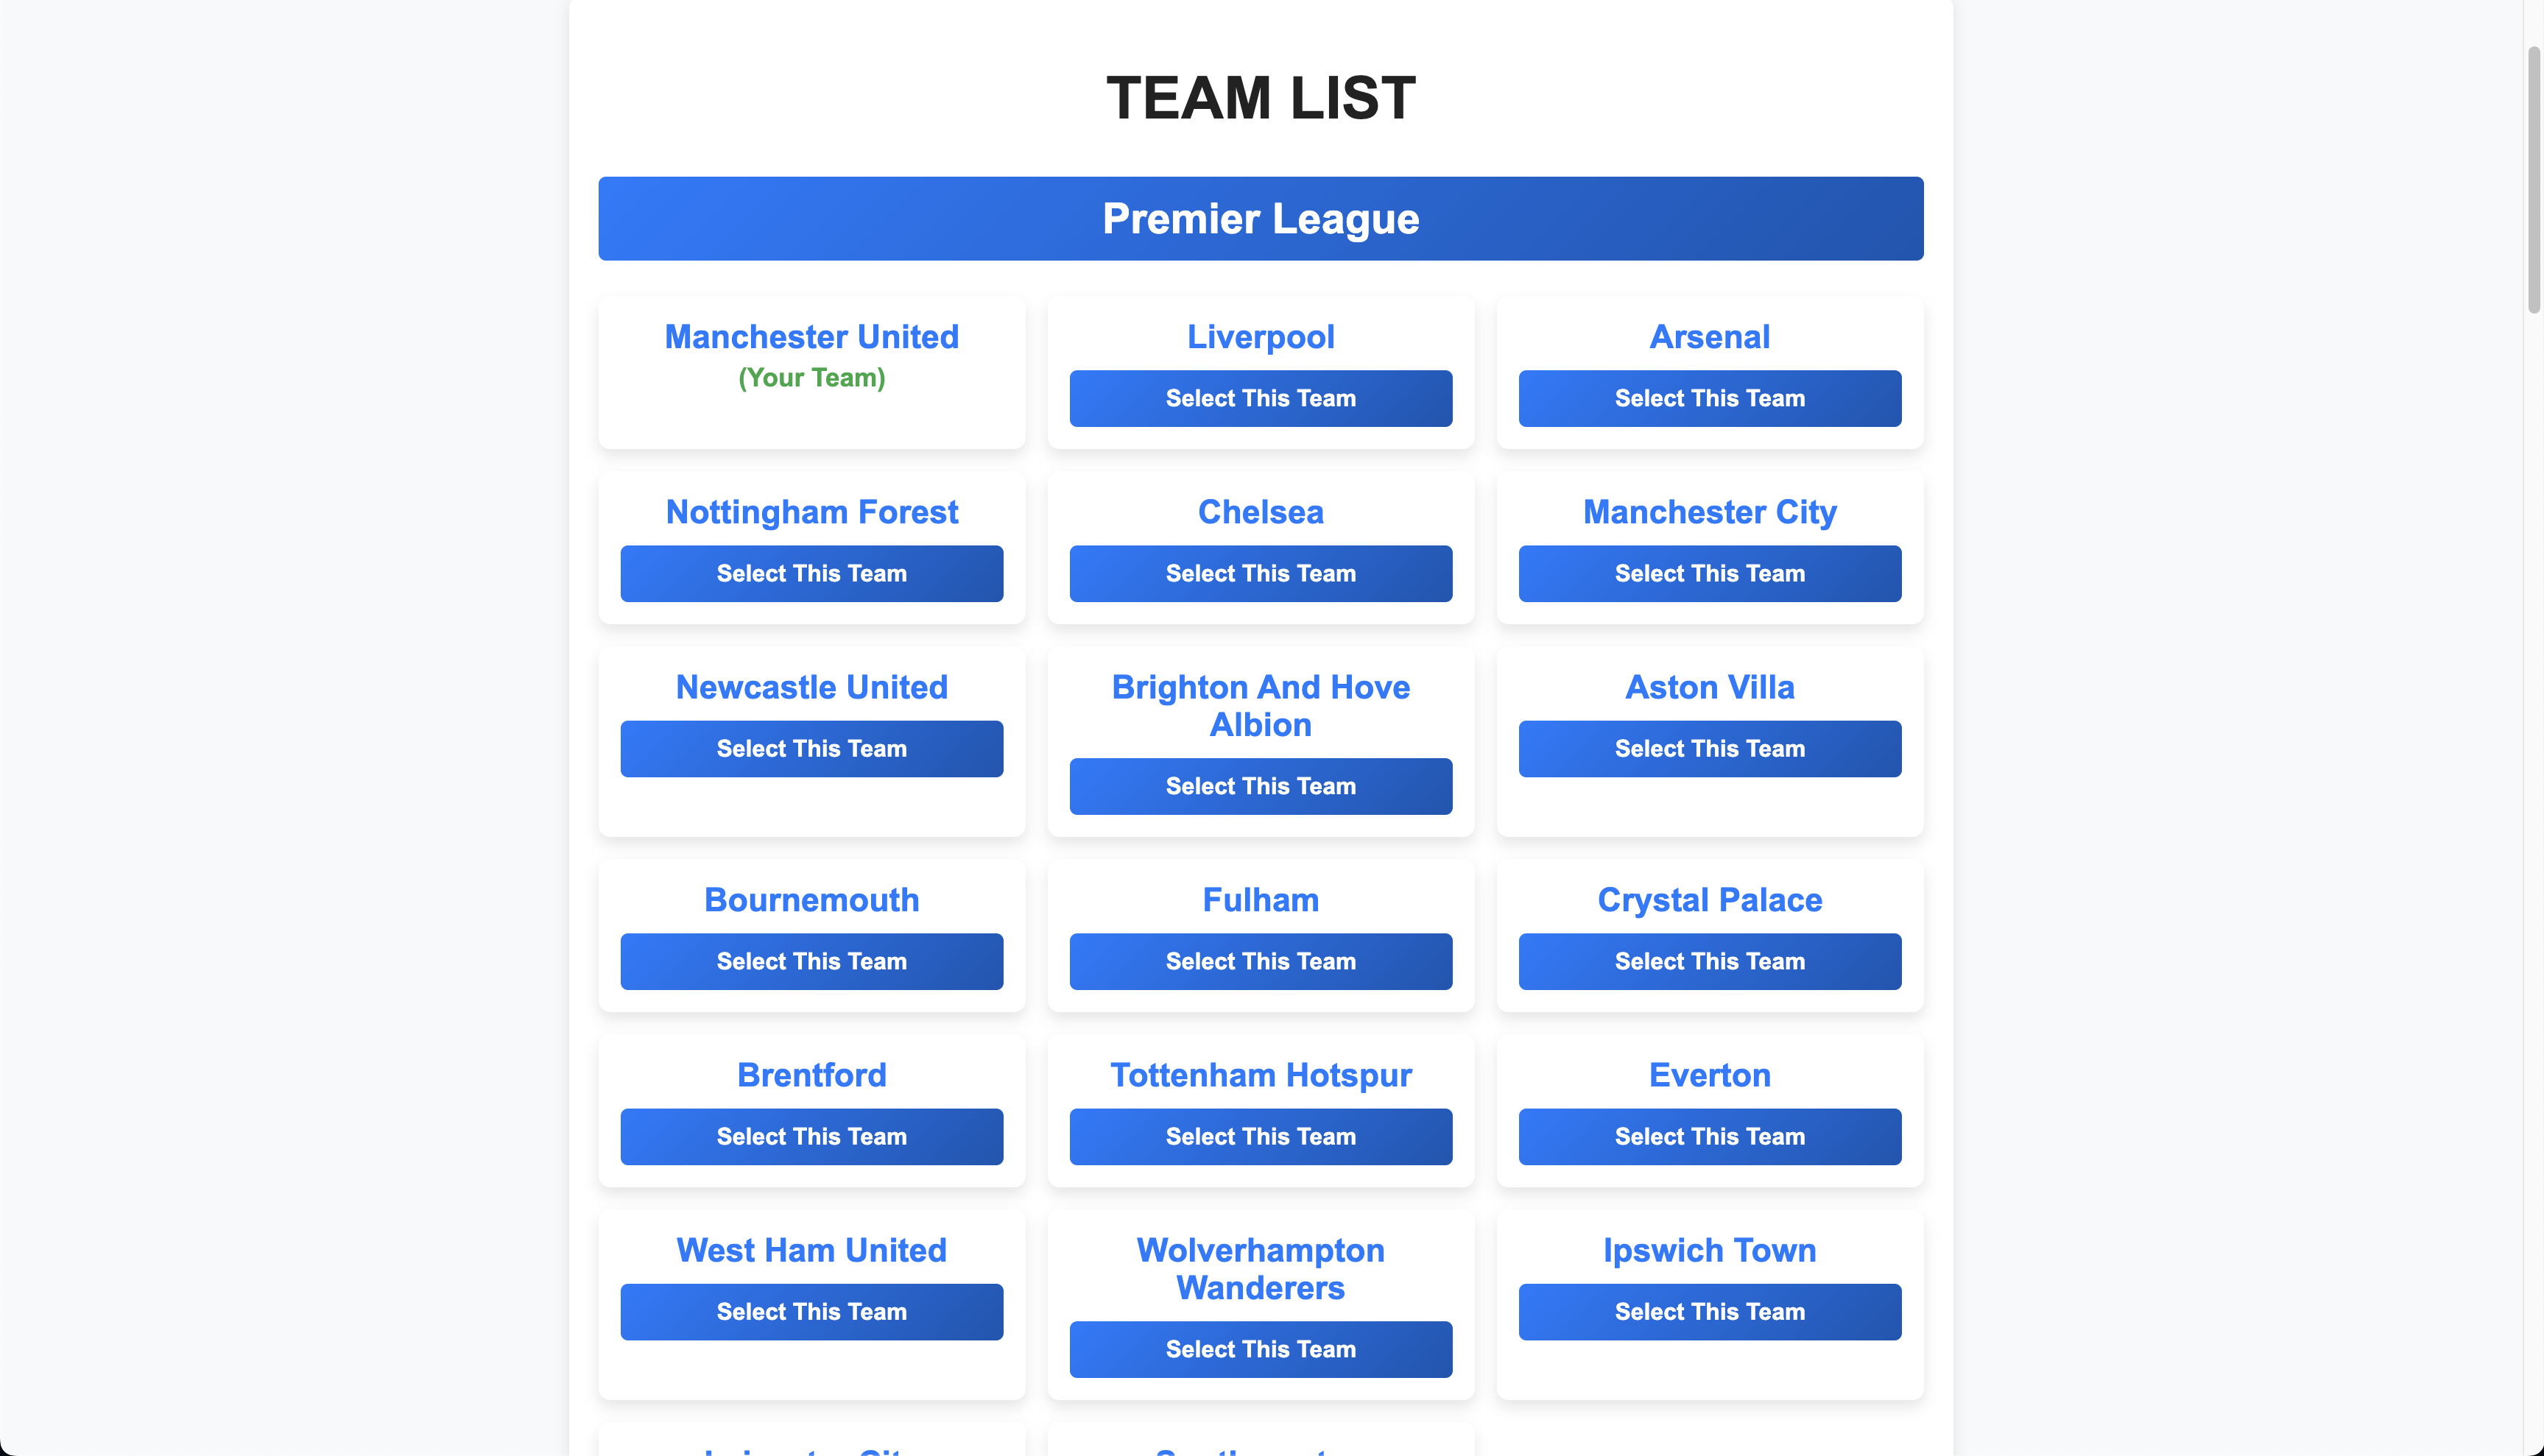 TEAM LIST
Premier League
Manchester United
(Your Team)
Liverpool
Select This Team
Arsenal
Select This Team
Nottingham Forest
Select This Team
Chelsea
Select This Team
Manchester City
Select This Team
Newcastle United
Select This Team
Brighton And Hove
Albion
Select This Team
Aston Villa
Select This Team
Bournemouth
Select This Team
Fulham
Select This Team
Crystal Palace
Select This Team
Brentford
Select This Team
Tottenham Hotspur
Select This Team
Everton
Select This Team
West Ham United
Select This Team
Wolverhampton
Wanderers
Select This Team
Ipswich Town
Select This Team